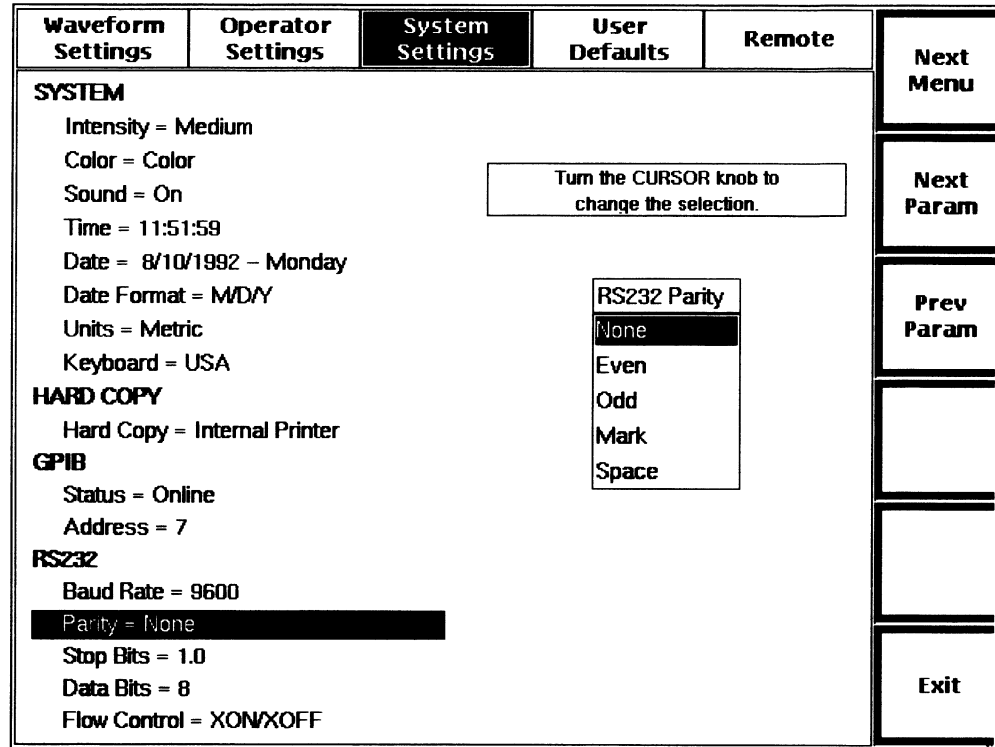 Waveform Settings
Operator Settings
System Settings
User Defaults
Remote
SYSTEM
Intensity = Medium
Color = Color
Sound = On
Time = 11:51:59
Date = 8/10/1992 – Monday
Date Format = M/D/Y
Units = Metric
Keyboard = USA
HARD COPY
Hard Copy = Internal Printer
GPIB
Status = Online
Address = 7
RS232
Baud Rate = 9600
Parity = None
Stop Bits = 1.0
Data Bits = 8
Flow Control = XON/XOFF
Turn the CURSOR knob to
change the selection.
RS232 Parity
None
Even
Odd
Mark
Space
Next
Menu
Next
Param
Prev
Param
Exit